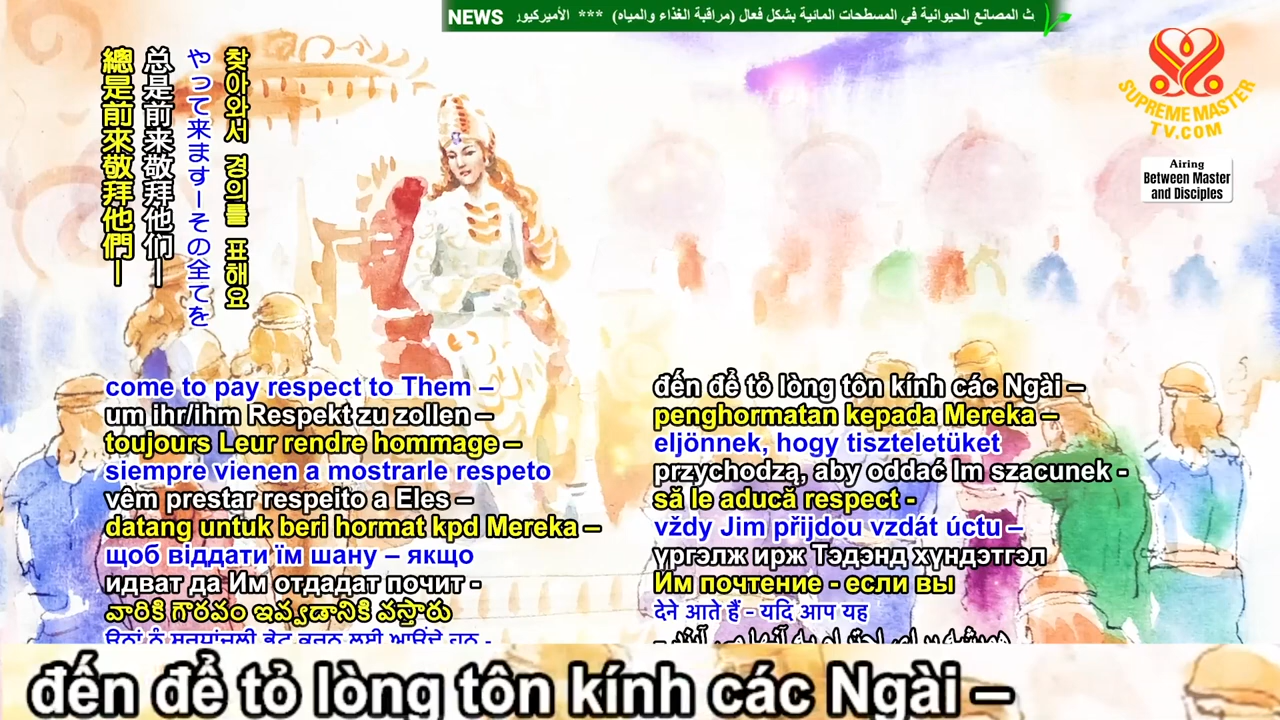 NEWS
ث المصانع الحيوانية في المسطحات المائية بشكل فعال (مراقبة الغذاء والمياه) *** الأميركيور
SUPREME MASTER
TV.COM
Airing
Between Master
and Disciples
찾아와서 경의를 표해요
やって来ますーその全てを
总是前来敬拜他们—
總是前來敬拜他們—
come to pay respect to Them –
um ihr/ihm Respekt zu zollen –
toujours Leur rendre hommage –
siempre vienen a mostrarle respeto
vêm prestar respeito a Eles –
datang untuk beri hormat kpd Mereka –
щоб віддати їм шану – якщо
идват да Им отдадат почит -
వారికి గౌరవం ఇవ్వడానికి వస్తారు
đến để tỏ lòng tôn kính các Ngài –
penghormatan kepada Mereka –
eljönnek, hogy tiszteletüket
przychodzą, aby oddać Im szacunek -
să le aducă respect -
vždy Jim přijdou vzdát úctu –
үргэлж ирж Тэдэнд хүндэтгэл
Им почтение - если вы
देने आते हैं - यदि आप यह
đến để tỏ lòng tôn kính các Ngài –